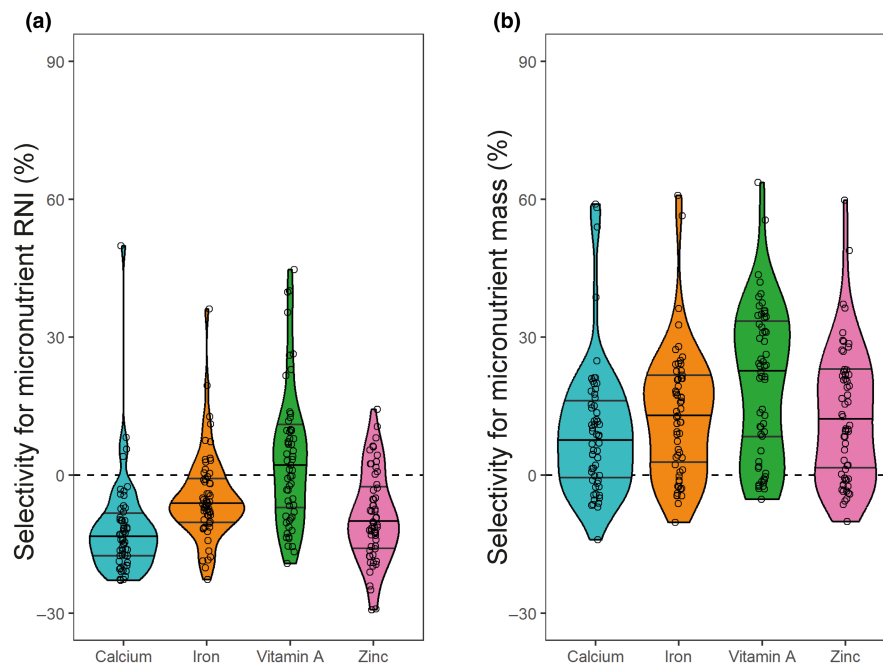 (a)
Selectivity for micronutrient RNI (%)
90
60
30
0
−30
Calcium Iron Vitamin A Zinc
(b)
Selectivity for micronutrient mass (%)
90
60
30
0
−30
Calcium Iron Vitamin A Zinc